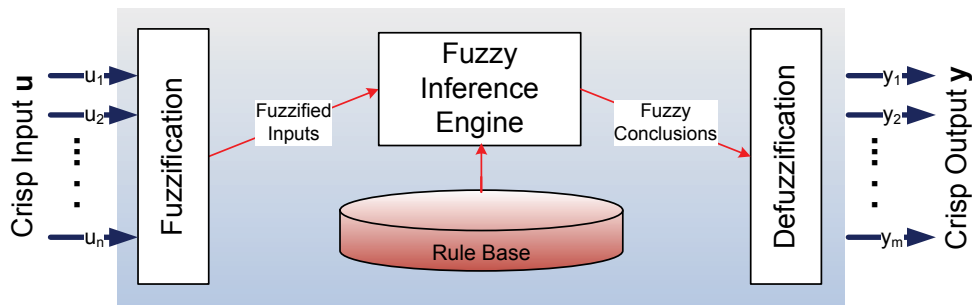 Crisp Input u
u1
u2
un
Fuzzification
Fuzzified
Inputs
Fuzzy
Inference
Engine
Rule Base
Fuzzy
Conclusions
Defuzzification
y1
y2
ym
Crisp Output y